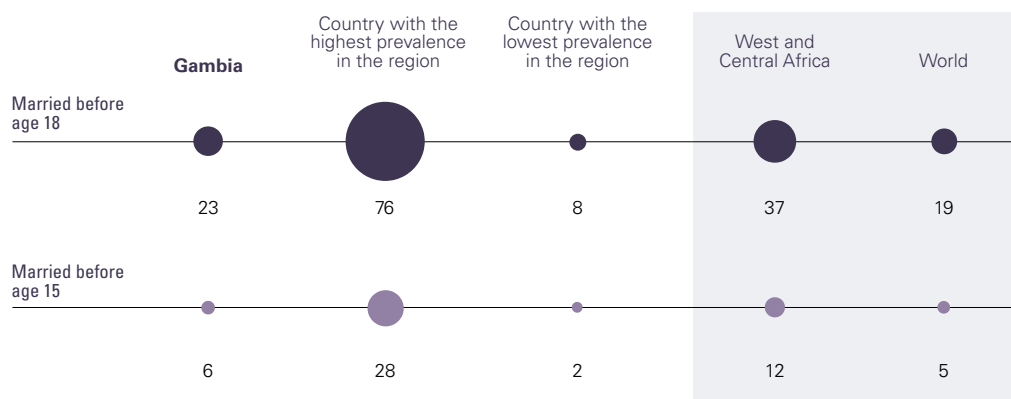 Gambia
Country with the
highest prevalence
in the region
Country with the
lowest prevalence
in the region
West and
Central Africa
World
Married before
age 18
23
76
8
37
19
Married before
age 15
6
28
2
12
5